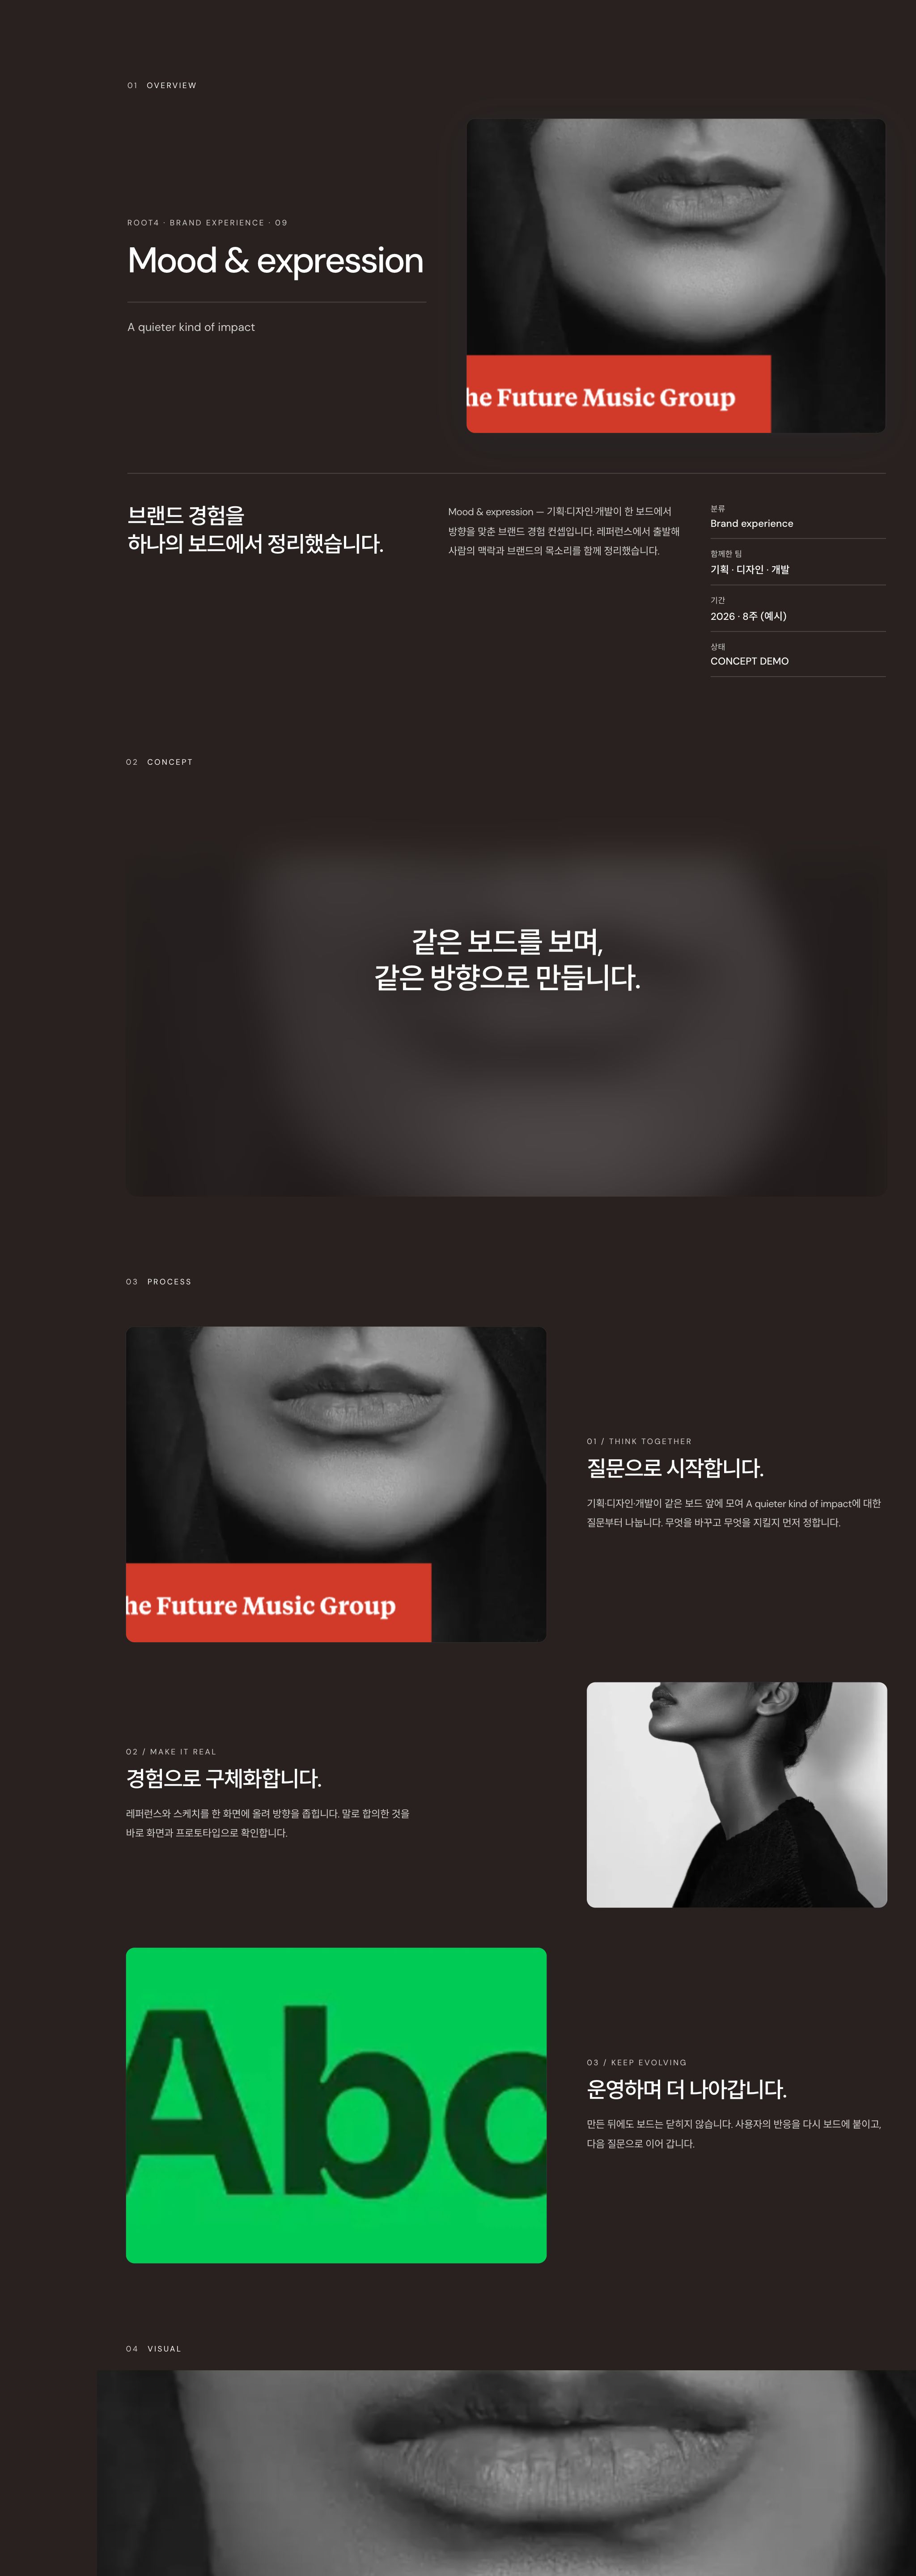 01 OVERVIEW
ROOT4 · BRAND EXPERIENCE · 09
Mood & expression
A quieter kind of impact
he Future Music Group
브랜드 경험을
하나의 보드에서 정리했습니다.
Mood & expression — 기획·디자인·개발이 한 보드에서
방향을 맞춘 브랜드 경험 컨셉입니다. 레퍼런스에서 출발해
사람의 맥락과 브랜드의 목소리를 함께 정리했습니다.
분류
Brand experience
함께한 팀
기획 · 디자인 · 개발
기간
2026 · 8주 (예시)
상태
CONCEPT DEMO
02 CONCEPT
같은 보드를 보며,
같은 방향으로 만듭니다.
03 PROCESS
he Future Music Group
01 / THINK TOGETHER
질문으로 시작합니다.
기획·디자인·개발이 같은 보드 앞에 모여 A quieter kind of impact에 대한
질문부터 나눕니다. 무엇을 바꾸고 무엇을 지킬지 먼저 정합니다.
02 / MAKE IT REAL
경험으로 구체화합니다.
레퍼런스와 스케치를 한 화면에 올려 방향을 좁힙니다. 말로 합의한 것을
바로 화면과 프로토타입으로 확인합니다.
Abo
03 / KEEP EVOLVING
운영하며 더 나아갑니다.
만든 뒤에도 보드는 닫히지 않습니다. 사용자의 반응을 다시 보드에 붙이고,
다음 질문으로 이어 갑니다.
04 VISUAL